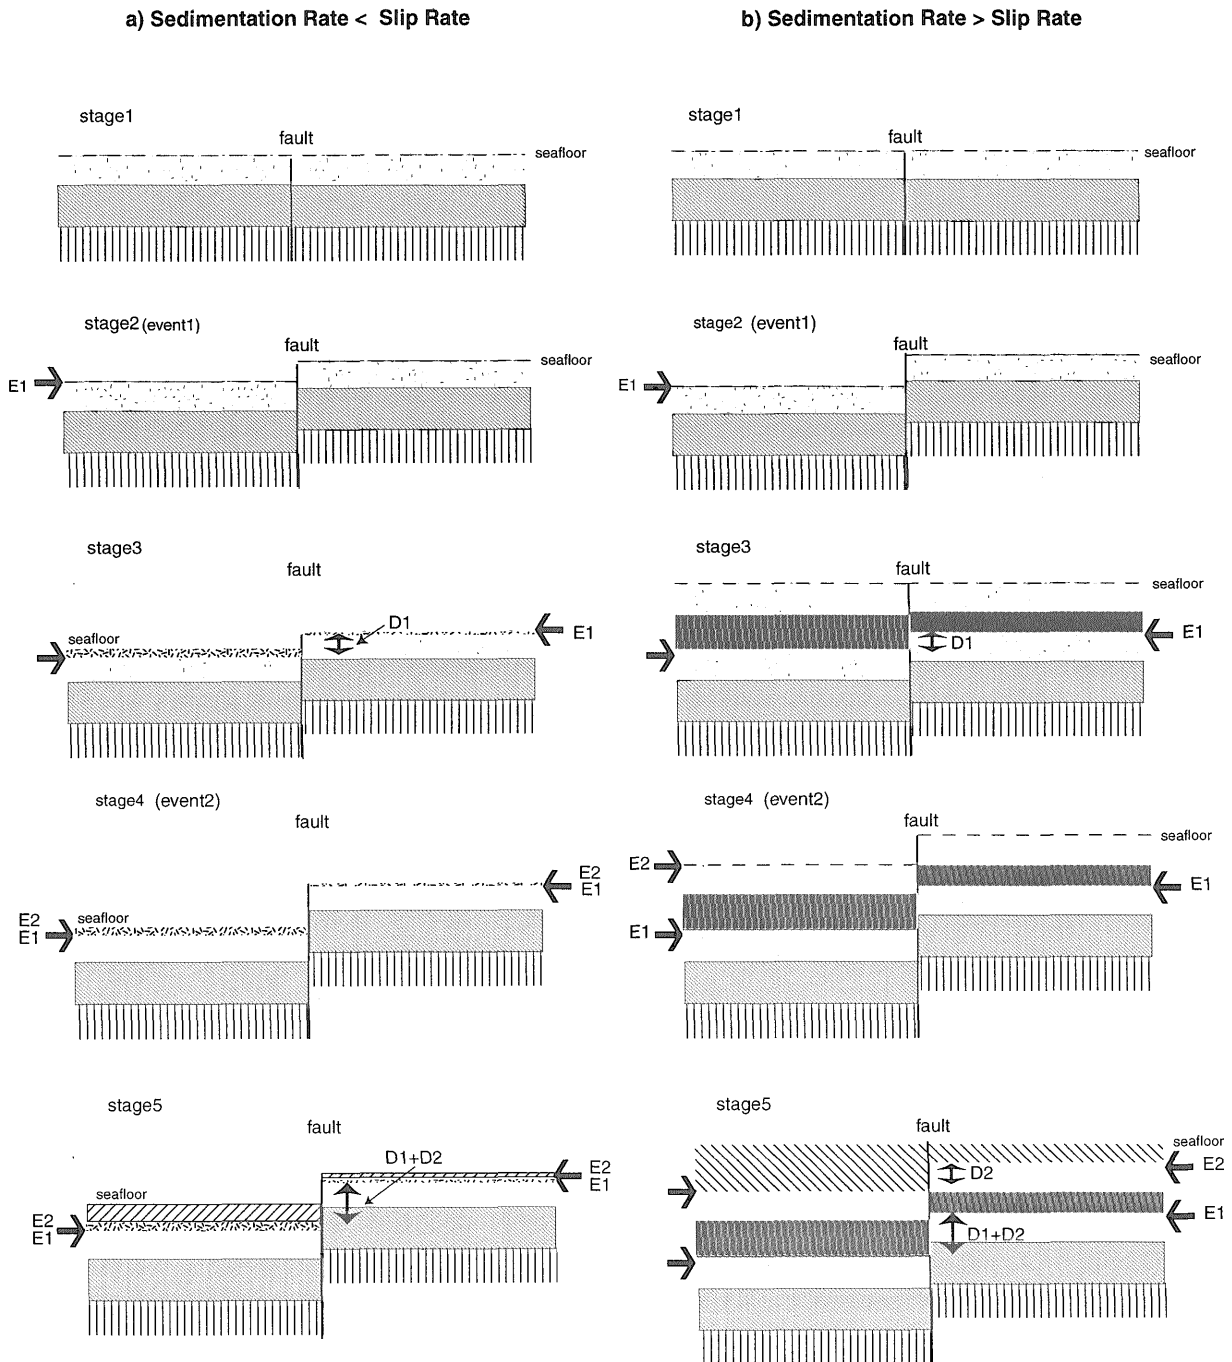 a) Sedimentation Rate < Slip Rate
stage1
fault
seafloor
stage2 (event1)
fault
seafloor
E1
stage3
fault
D1
E1
seafloor
stage4 (event2)
fault
E2
E1
E2
seafloor
E1
stage5
fault
D1+D2
E2
E1
seafloor
E2
E1
b) Sedimentation Rate > Slip Rate
stage1
fault
seafloor
stage2 (event1)
fault
seafloor
E1
stage3
fault
seafloor
E1
D1
stage4 (event2)
fault
seafloor
E2
E1
E1
stage5
fault
seafloor
E2
D2
E1
D1+D2